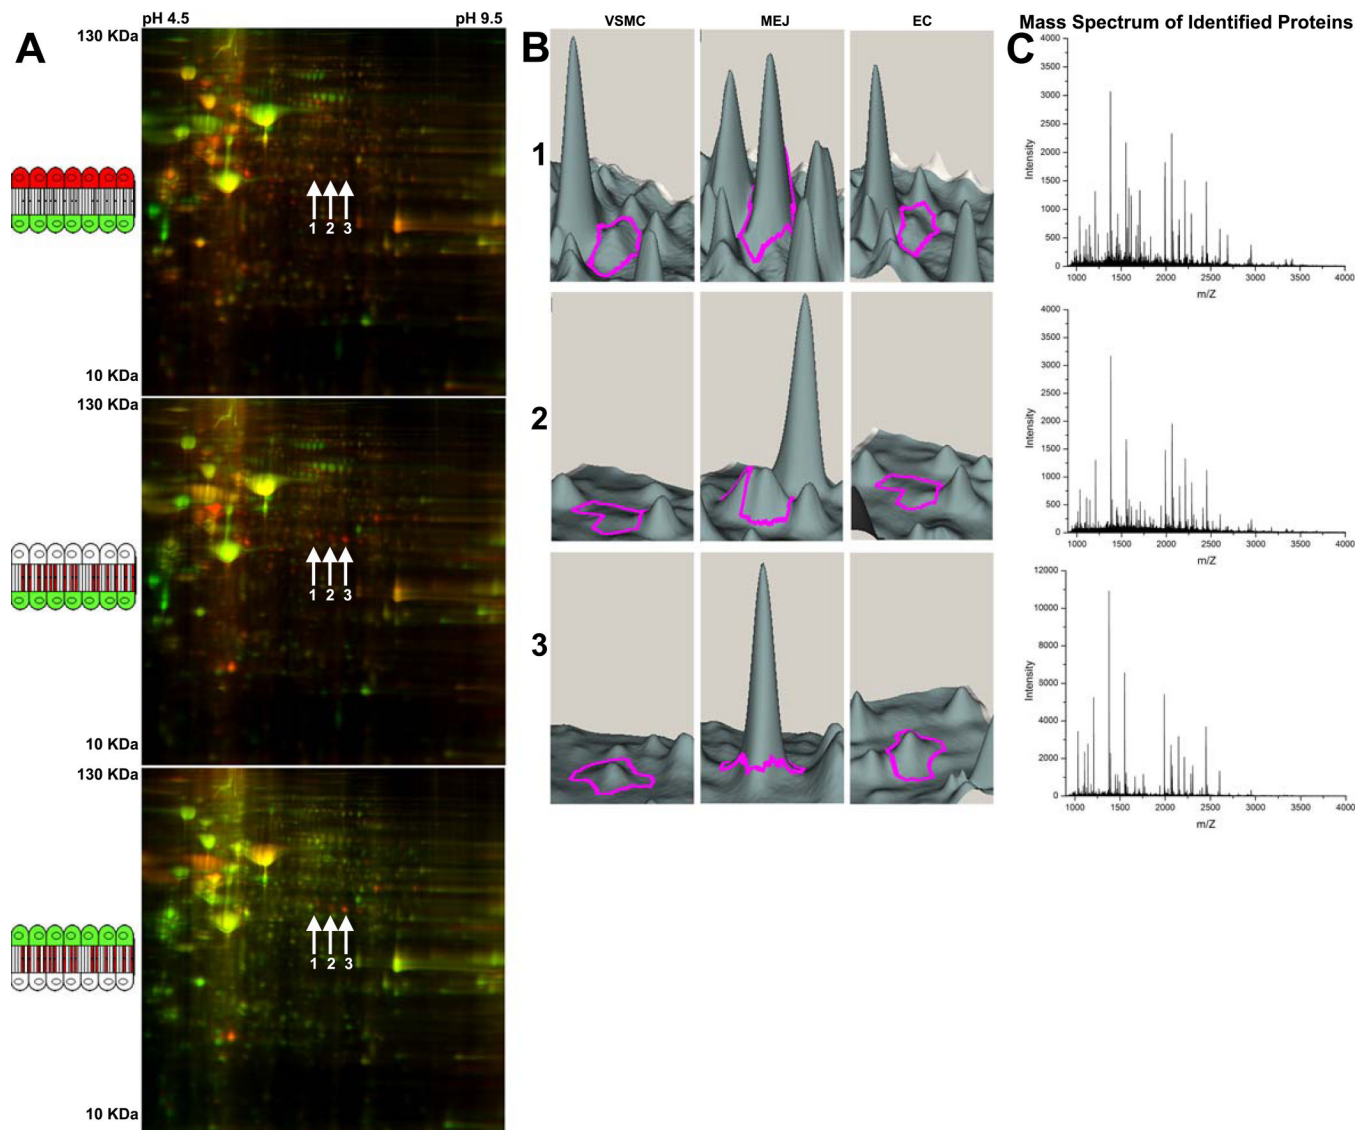 A
pH 4.5 pH 9.5
130 KDa
1 2 3
10 KDa
130 KDa
1 2 3
10 KDa
130 KDa
1 2 3
10 KDa
B
VSMC MEJ EC
1
2
3
Mass Spectrum of Identified Proteins
C
4000
3500
3000
2500
2000
1500
1000
500
0
Intensity
1000 1500 2000 2500 3000 3500 4000
m/Z
4000
3500
3000
2500
2000
1500
1000
500
0
Intensity
1000 1500 2000 2500 3000 3500 4000
m/Z
12000
10000
8000
6000
4000
2000
0
Intensity
1000 1500 2000 2500 3000 3500 4000
m/Z